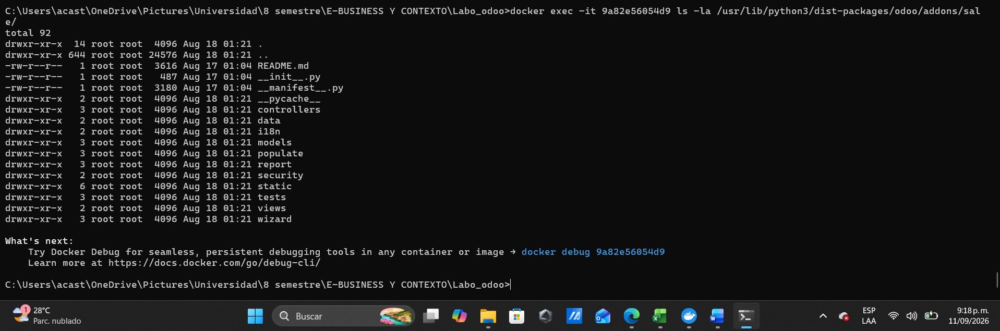 C:\Users\acast\OneDrive\Pictures\Universidad\8 semestre\E-BUSINESS Y CONTEXTO\Labo_odoo>docker exec -it 9a82e56054d9 ls -la /usr/lib/python3/dist-packages/odoo/addons/sal
e/
total 92
drwxr-xr-x  14 root root  4096 Aug 18 01:21 .
drwxr-xr-x 644 root root 24576 Aug 18 01:21 ..
-rw-r--r--   1 root root  3616 Aug 17 01:04 README.md
-rw-r--r--   1 root root   487 Aug 17 01:04 __init__.py
-rw-r--r--   1 root root  3180 Aug 17 01:04 __manifest__.py
drwxr-xr-x   2 root root  4096 Aug 18 01:21 __pycache__
drwxr-xr-x   3 root root  4096 Aug 18 01:21 controllers
drwxr-xr-x   2 root root  4096 Aug 18 01:21 data
drwxr-xr-x   2 root root  4096 Aug 18 01:21 i18n
drwxr-xr-x   3 root root  4096 Aug 18 01:21 models
drwxr-xr-x   3 root root  4096 Aug 18 01:21 populate
drwxr-xr-x   3 root root  4096 Aug 18 01:21 report
drwxr-xr-x   2 root root  4096 Aug 18 01:21 security
drwxr-xr-x   6 root root  4096 Aug 18 01:21 static
drwxr-xr-x   3 root root  4096 Aug 18 01:21 tests
drwxr-xr-x   2 root root  4096 Aug 18 01:21 views
drwxr-xr-x   3 root root  4096 Aug 18 01:21 wizard
What's next:
    Try Docker Debug for seamless, persistent debugging tools in any container or image → docker debug 9a82e56054d9
    Learn more at https://docs.docker.com/go/debug-cli/
C:\Users\acast\OneDrive\Pictures\Universidad\8 semestre\E-BUSINESS Y CONTEXTO\Labo_odoo>
1
28°C
Parc. nublado
Buscar
ESP
LAA
9:18 p. m.
11/09/2026